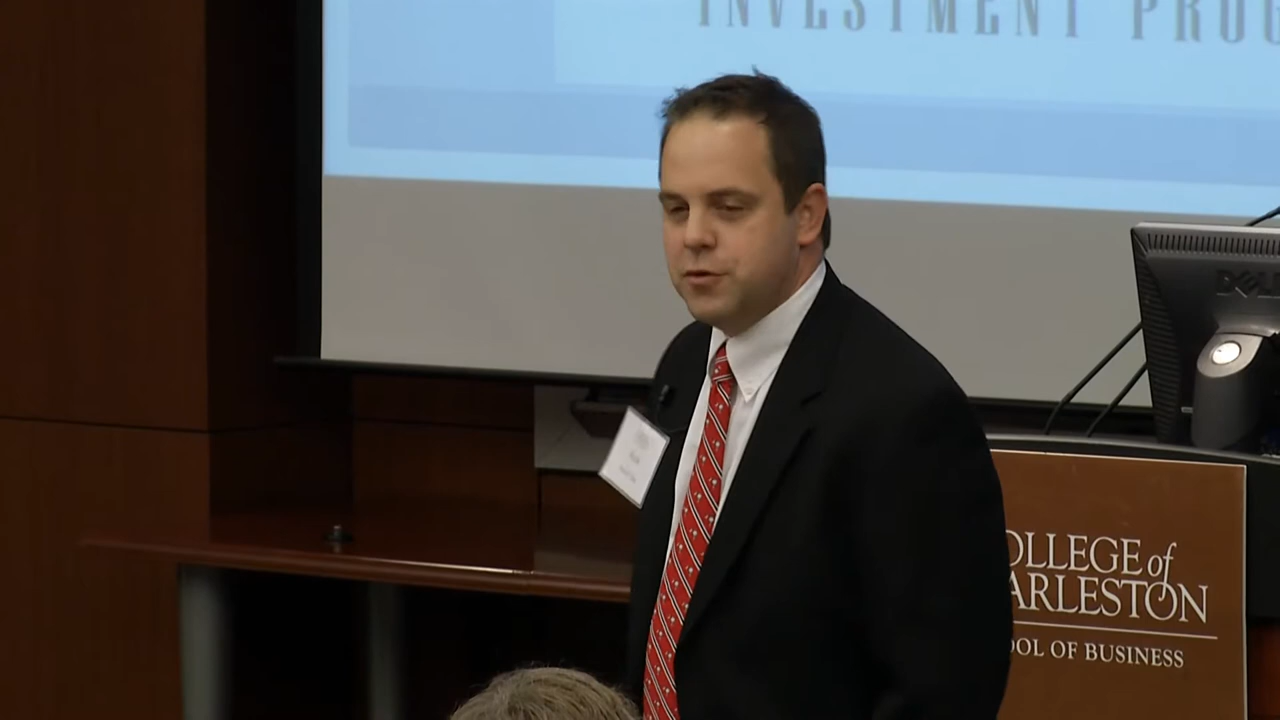 INVESTMENT PROG
DELL
OLLEGE of
ARLESTON
OOL OF BUSINESS